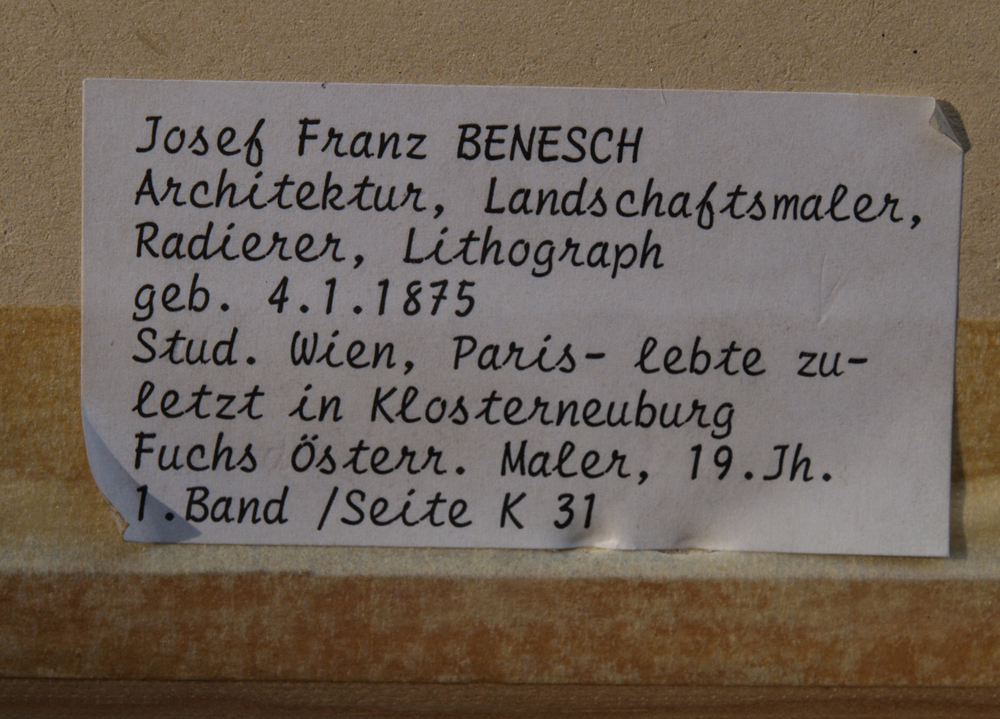 Josef Franz BENESCH
Architektur, Landschaftsmaler,
Radierer, Lithograph
geb. 4.1.1875
Stud. Wien, Paris- lebte zu-
letzt in Klosterneuburg
Fuchs Österr. Maler, 19.Jh.
1.Band /Seite K 31